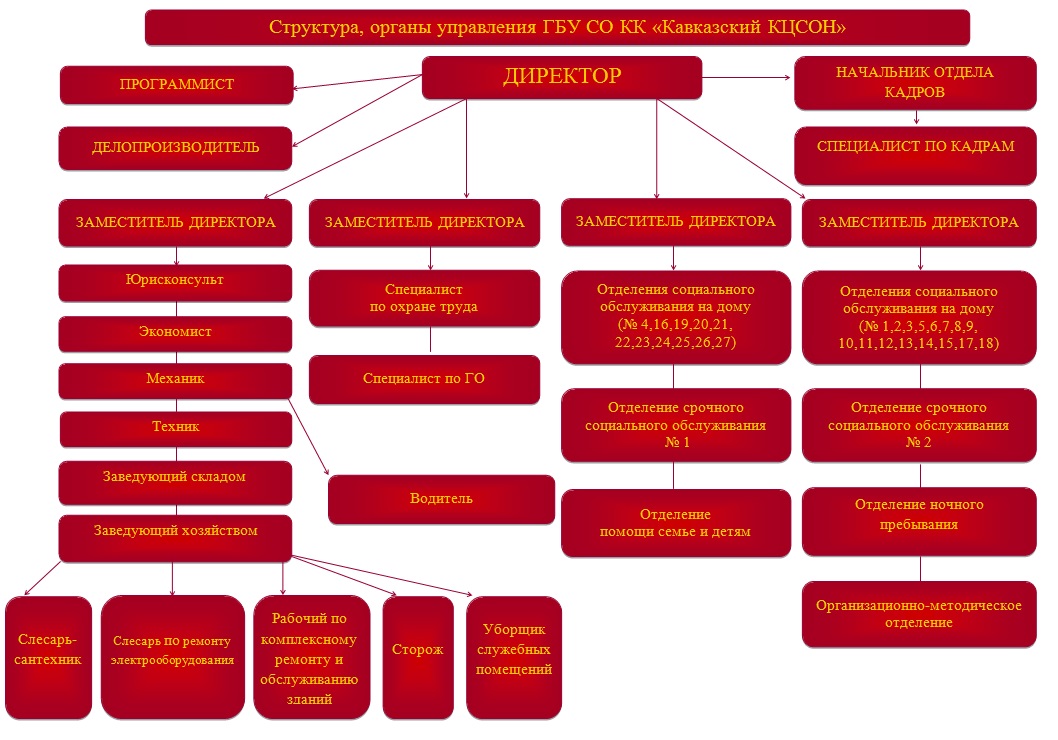 Структура, органы управления ГБУ СО КК «Кавказский КЦСОН»
ДИРЕКТОР
ПРОГРАММИСТ
ДЕЛОПРОИЗВОДИТЕЛЬ
НАЧАЛЬНИК ОТДЕЛА
КАДРОВ
СПЕЦИАЛИСТ ПО КАДРАМ
ЗАМЕСТИТЕЛЬ ДИРЕКТОРА
Юрисконсульт
Экономист
Механик
Техник
Заведующий складом
Заведующий хозяйством
Водитель
Слесарь-
сантехник
Слесарь по ремонту
электрооборудования
Рабочий по
комплексному
ремонту и
обслуживанию
зданий
Сторож
Уборщик
служебных
помещений
ЗАМЕСТИТЕЛЬ ДИРЕКТОРА
Специалист
по охране труда
Специалист по ГО
ЗАМЕСТИТЕЛЬ ДИРЕКТОРА
Отделения социального
обслуживания на дому
(№ 4,16,19,20,21,
22,23,24,25,26,27)
Отделение срочного
социального обслуживания
№ 1
Отделение
помощи семье и детям
ЗАМЕСТИТЕЛЬ ДИРЕКТОРА
Отделения социального
обслуживания на дому
(№ 1,2,3,5,6,7,8,9,
10,11,12,13,14,15,17,18)
Отделение срочного
социального обслуживания
№ 2
Отделение ночного
пребывания
Организационно-методическое
отделение